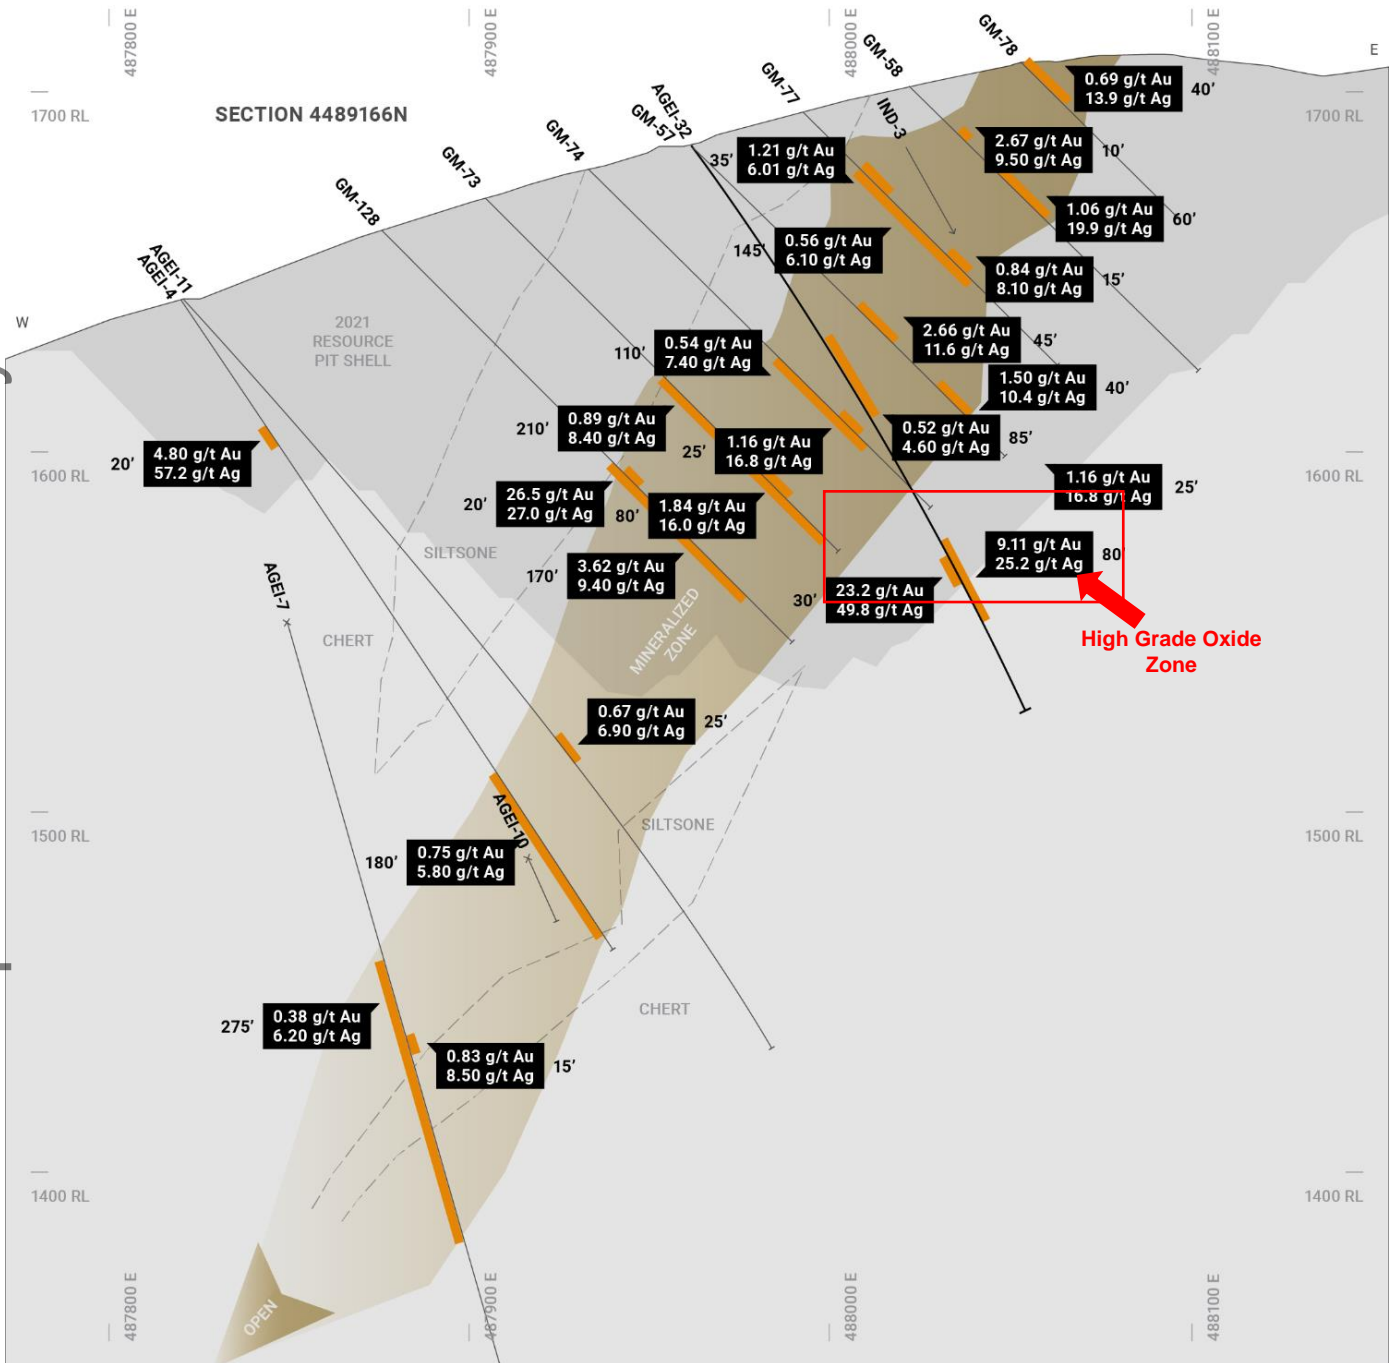 487800 E
487900 E
488000 E
488100 E
W
E
1700 RL
1700 RL
SECTION 4489166N
GM-78
GM-58
GM-77
AGEI-32
GM-57
GM-74
GM-73
GM-128
AGEI-11
AGEI-4
IND-3
0.69 g/t Au
13.9 g/t Ag
40'
2.67 g/t Au
9.50 g/t Ag
10'
35'
1.21 g/t Au
6.01 g/t Ag
1.06 g/t Au
19.9 g/t Ag
60'
145'
0.56 g/t Au
6.10 g/t Ag
0.84 g/t Au
8.10 g/t Ag
15'
2021
RESOURCE
PIT SHELL
2.66 g/t Au
11.6 g/t Ag
45'
110'
0.54 g/t Au
7.40 g/t Ag
1.50 g/t Au
10.4 g/t Ag
40'
210'
0.89 g/t Au
8.40 g/t Ag
25'
1.16 g/t Au
16.8 g/t Ag
0.52 g/t Au
4.60 g/t Ag
85'
20'
4.80 g/t Au
57.2 g/t Ag
1600 RL
1600 RL
1.16 g/t Au
16.8 g/t Ag
25'
20'
26.5 g/t Au
27.0 g/t Ag
80'
1.84 g/t Au
16.0 g/t Ag
SILTSONE
9.11 g/t Au
25.2 g/t Ag
80'
170'
3.62 g/t Au
9.40 g/t Ag
30'
23.2 g/t Au
49.8 g/t Ag
AGEI-7
CHERT
MINERALIZED
ZONE
High Grade Oxide
Zone
0.67 g/t Au
6.90 g/t Ag
25'
AGEI-10
SILTSONE
1500 RL
1500 RL
180'
0.75 g/t Au
5.80 g/t Ag
CHERT
275'
0.38 g/t Au
6.20 g/t Ag
0.83 g/t Au
8.50 g/t Ag
15'
1400 RL
1400 RL
OPEN
487800 E
487900 E
488000 E
488100 E